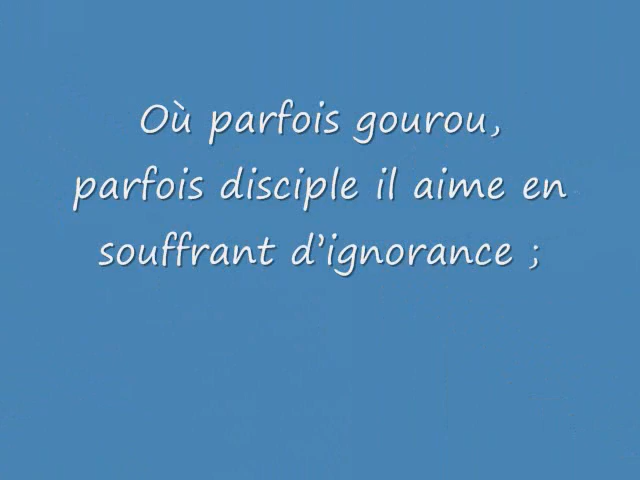 Où parfois gourou,
parfois disciple il aime en
souffrant d'ignorance ;